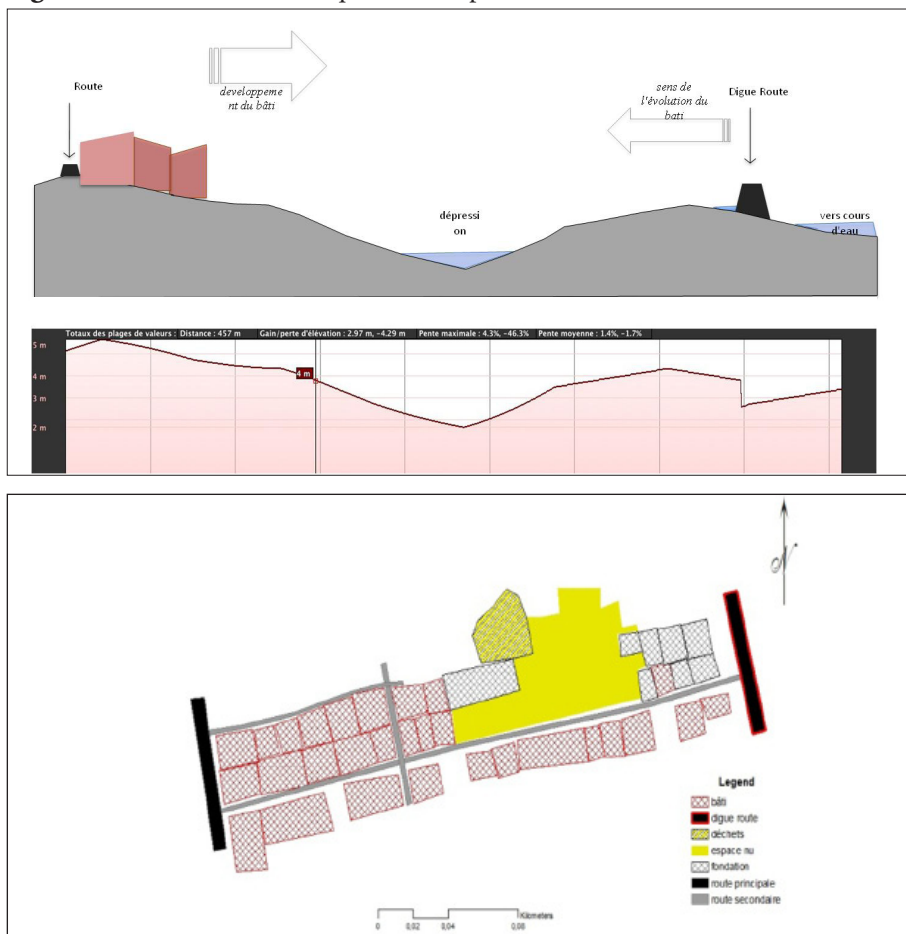 Route
developpeme
nt du bâti
sens de
l'évolution du
bati
Digue Route
dépressi
on
vers cours
d'eau
Totaux des plages de valeurs : Distance : 457 m Gain/perte d'élévation : 2.97 m, -4.29 m Pente maximale : 4.3%, -46.3% Pente moyenne : 1.4%, -1.7%
5 m
4 m
4 m
3 m
2 m
N
Legend
bâti
digue route
déchets
espace nu
fondation
route principale
route secondaire
Kilometers
0 0,02 0,04 0,08